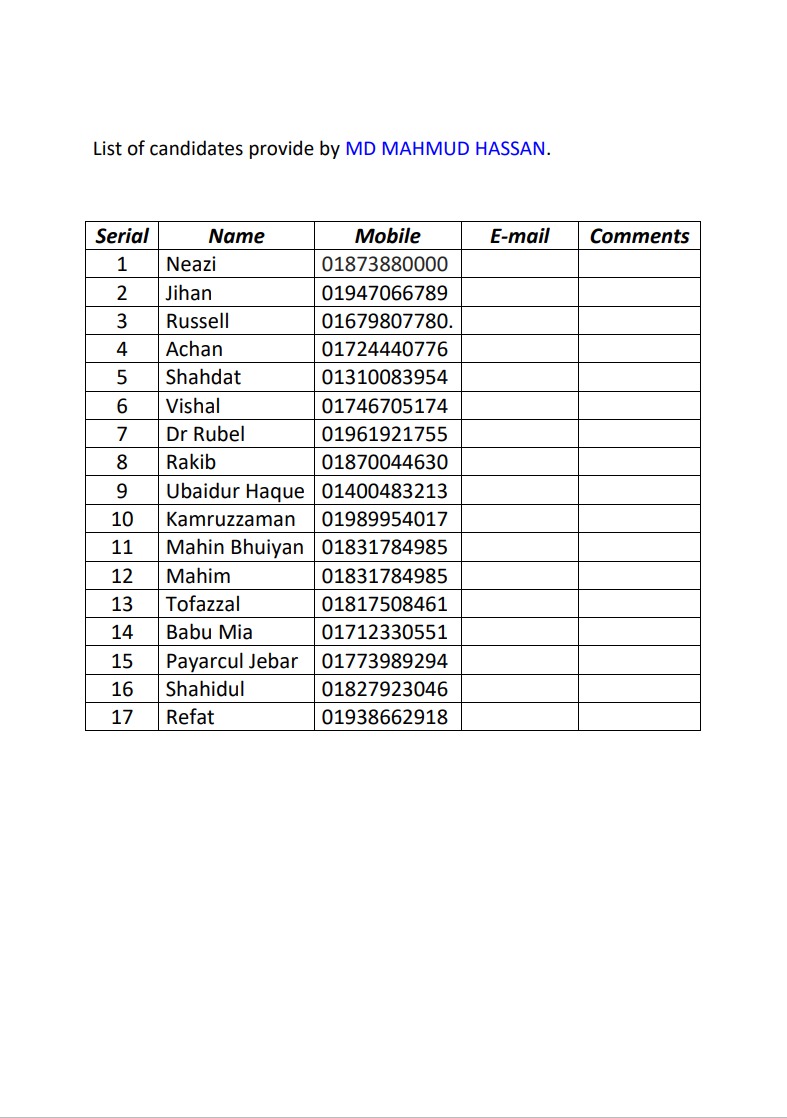 List of candidates provide by MD MAHMUD HASSAN.
Serial Name Mobile E-mail Comments
1 Neazi 01873880000
2 Jihan 01947066789
3 Russell 01679807780.
4 Achan 01724440776
5 Shahdat 01310083954
6 Vishal 01746705174
7 Dr Rubel 01961921755
8 Rakib 01870044630
9 Ubaidur Haque 01400483213
10 Kamruzzaman 01989954017
11 Mahin Bhuiyan 01831784985
12 Mahim 01831784985
13 Tofazzal 01817508461
14 Babu Mia 01712330551
15 Payarcul Jebar 01773989294
16 Shahidul 01827923046
17 Refat 01938662918